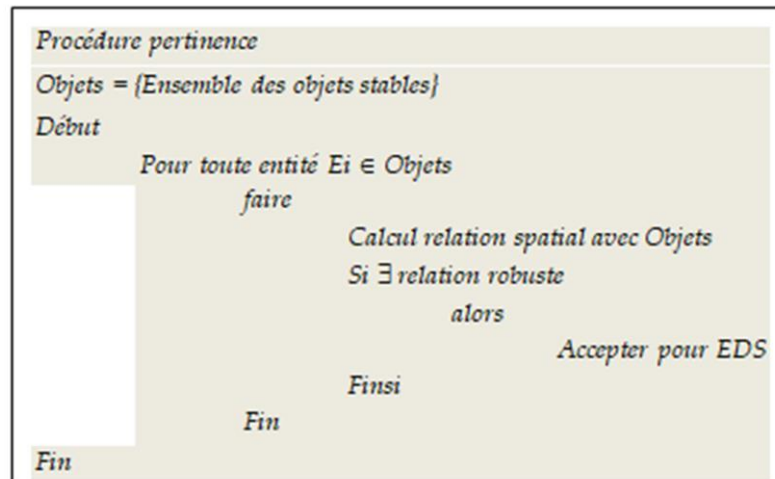 Procédure pertinence
Objets = {Ensemble des objets stables}
Début
Pour toute entité Ei ∈ Objets
faire
Calcul relation spatial avec Objets
Si ∃ relation robuste
alors
Accepter pour EDS
Finsi
Fin
Fin